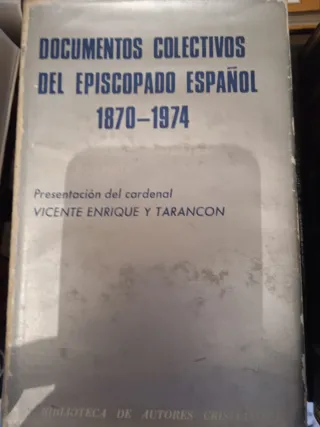 DOCUMENTOS COLECTIVOS
DEL EPISCOPADO ESPAÑOL
1870-1974
Presentación del cardenal
VICENTE ENRIQUE Y TARANCON
BIBLIOTECA DE AUTORES